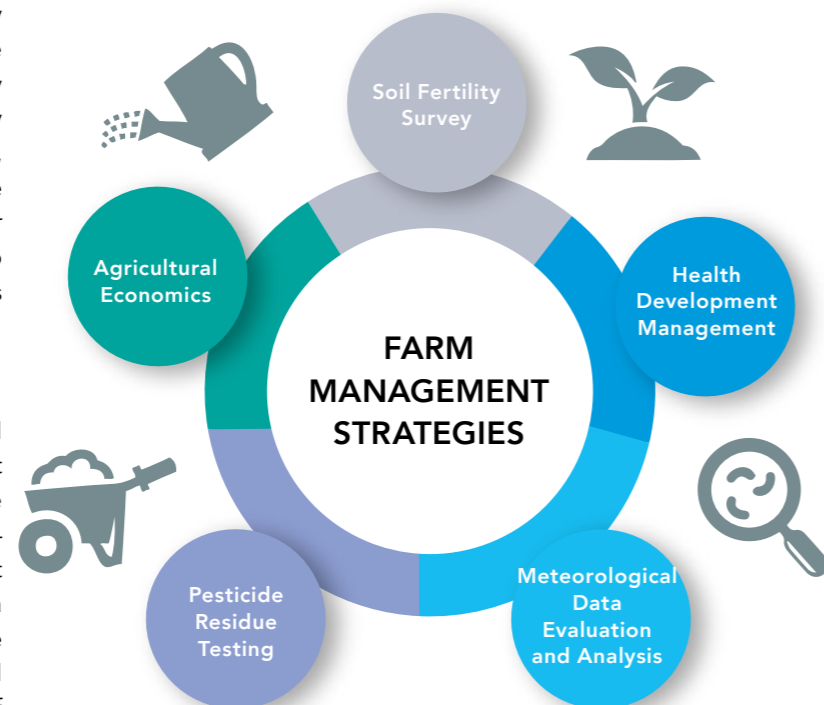 Soil Fertility
Survey
Agricultural
Economics
Health
Development
Management
FARM
MANAGEMENT
STRATEGIES
Pesticide
Residue
Testing
Meteorological
Data
Evaluation
and Analysis